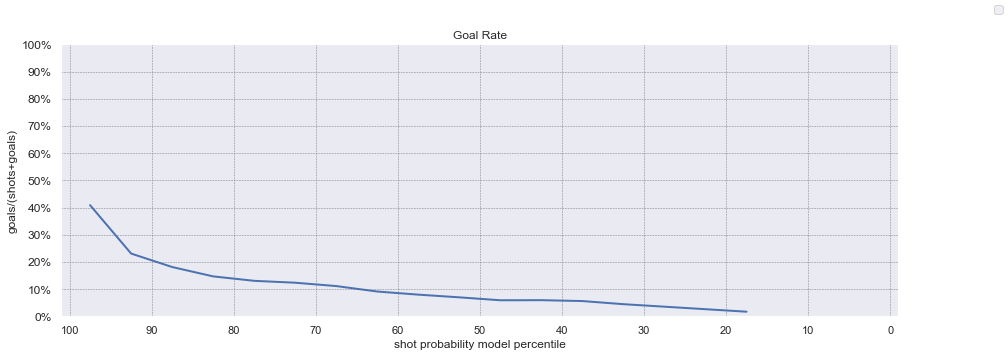 Goal Rate
100%
90%
80%
70%
60%
50%
40%
30%
20%
10%
0%
goals/(shots+goals)
100 90 80 70 60 50 40 30 20 10 0
shot probability model percentile